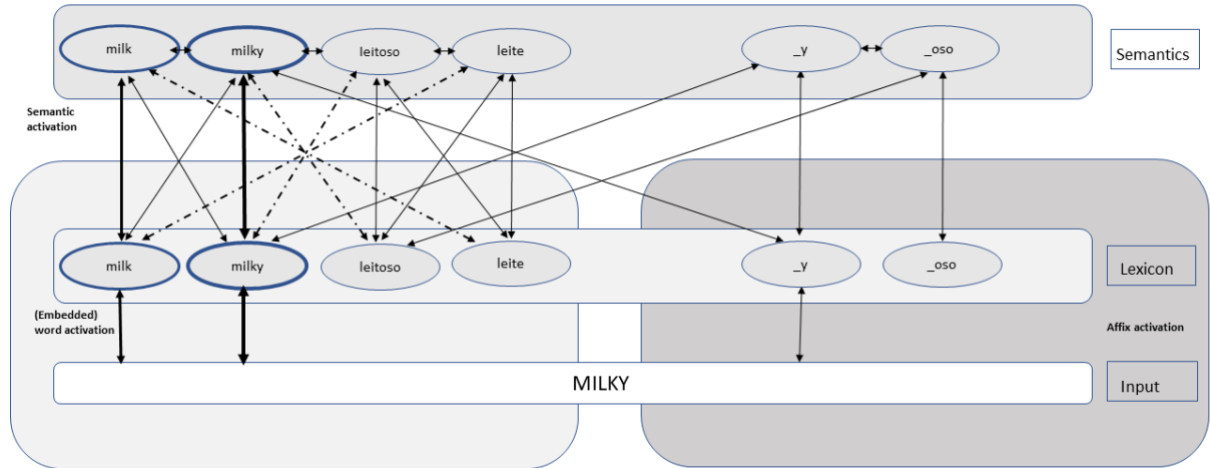 milk
milky
leitoso
leite
_y
_oso
Semantics
Semantic
activation
milk
milky
leitoso
leite
_y
_oso
Lexicon
(Embedded)
word activation
Affix activation
MILKY
Input